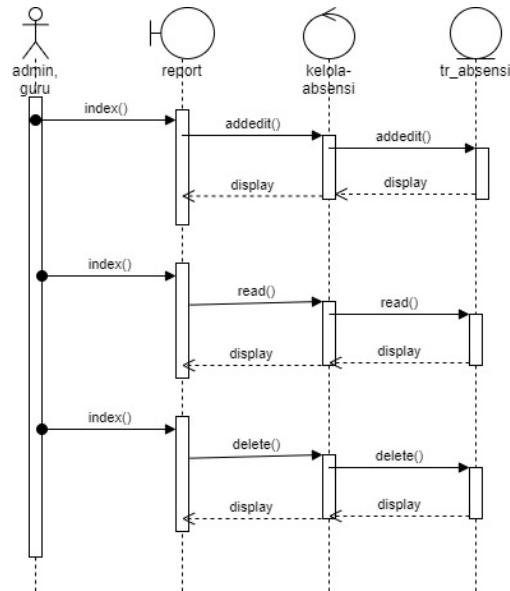 admin,
guru
report
kelola-
absensi
tr_absensi
index()
addedit()
addedit()
display
display
index()
read()
read()
display
display
index()
delete()
delete()
display
display